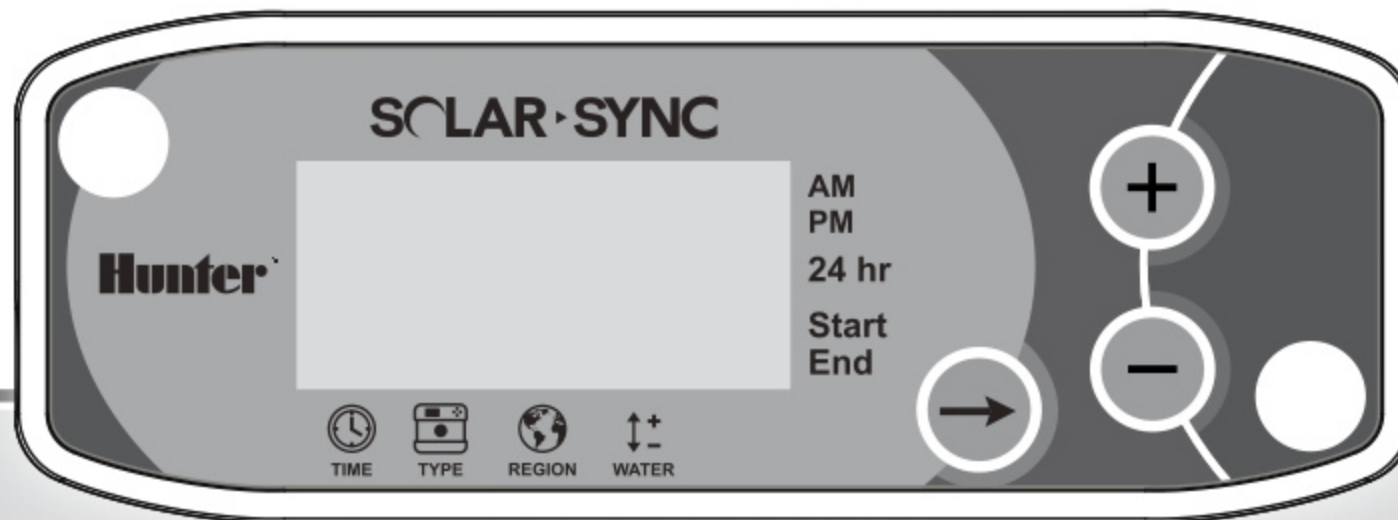 SOLAR SYNC
Hunter
AM
PM
24 hr
Start
End
+
−
TIME TYPE REGION WATER
+
−